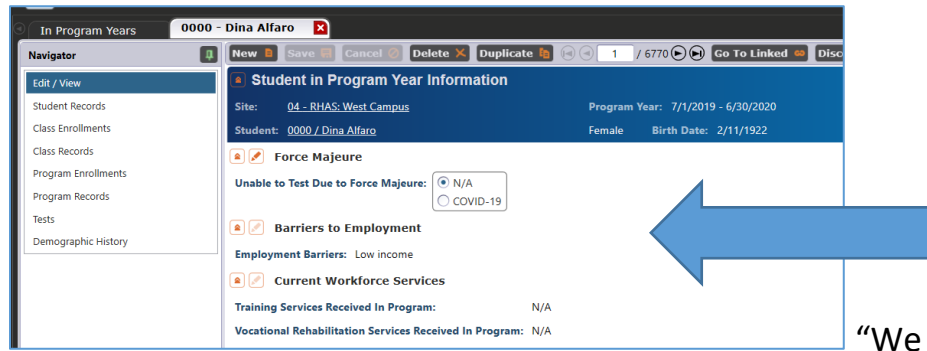 In Program Years 0000 - Dina Alfaro
Navigator New Save Cancel Delete Duplicate 1 / 6770 Go To Linked Disc
Edit / View
Student Records
Class Enrollments
Class Records
Program Enrollments
Program Records
Tests
Demographic History
Student in Program Year Information
Site: 04 - RHAS: West Campus Program Year: 7/1/2019 - 6/30/2020
Student: 0000 / Dina Alfaro Female Birth Date: 2/11/1922
Force Majeure
Unable to Test Due to Force Majeure: N/A
COVID-19
Barriers to Employment
Employment Barriers: Low income
Current Workforce Services
Training Services Received In Program: N/A
Vocational Rehabilitation Services Received In Program: N/A
“We